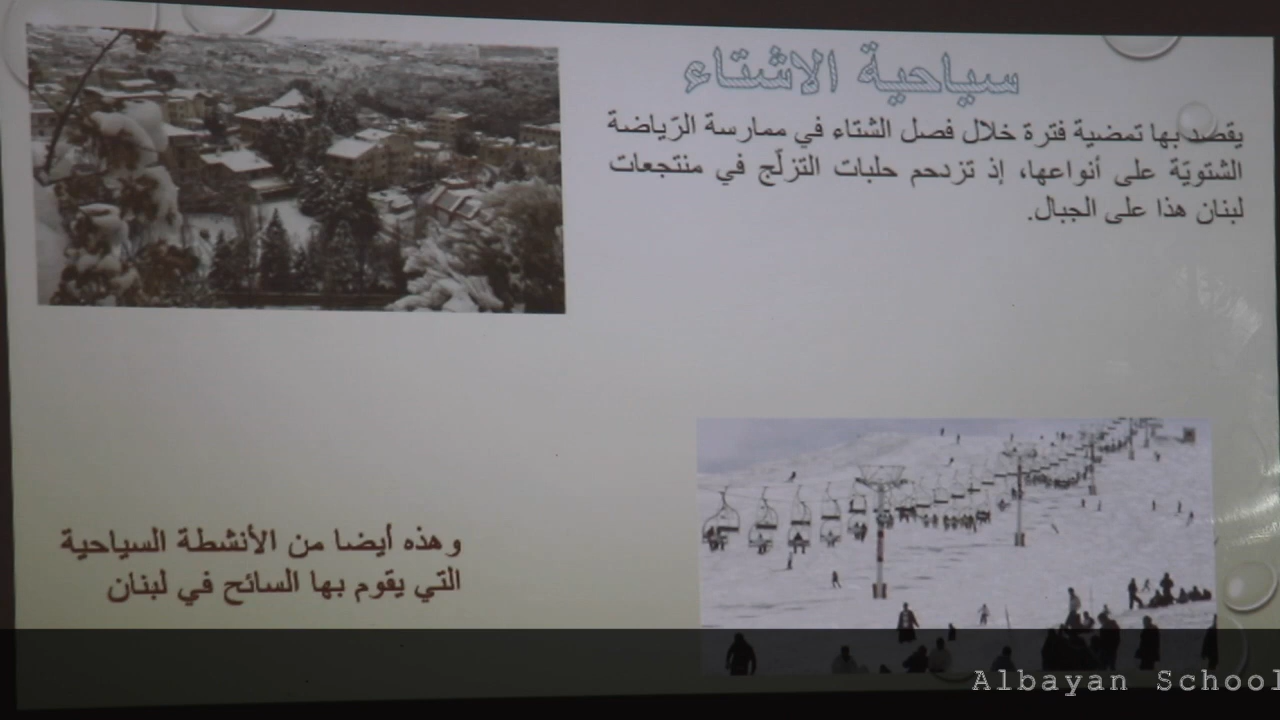 سياحية الاشتاء
يقصد بها تمضية فترة خلال فصل الشتاء في ممارسة الرّياضة
الشتويّة على أنواعها، إذ تزدحم حلبات التزلّج في منتجعات
لبنان هذا على الجبال.
وهذه أيضا من الأنشطة السياحية
التي يقوم بها السائح في لبنان
Albayan School